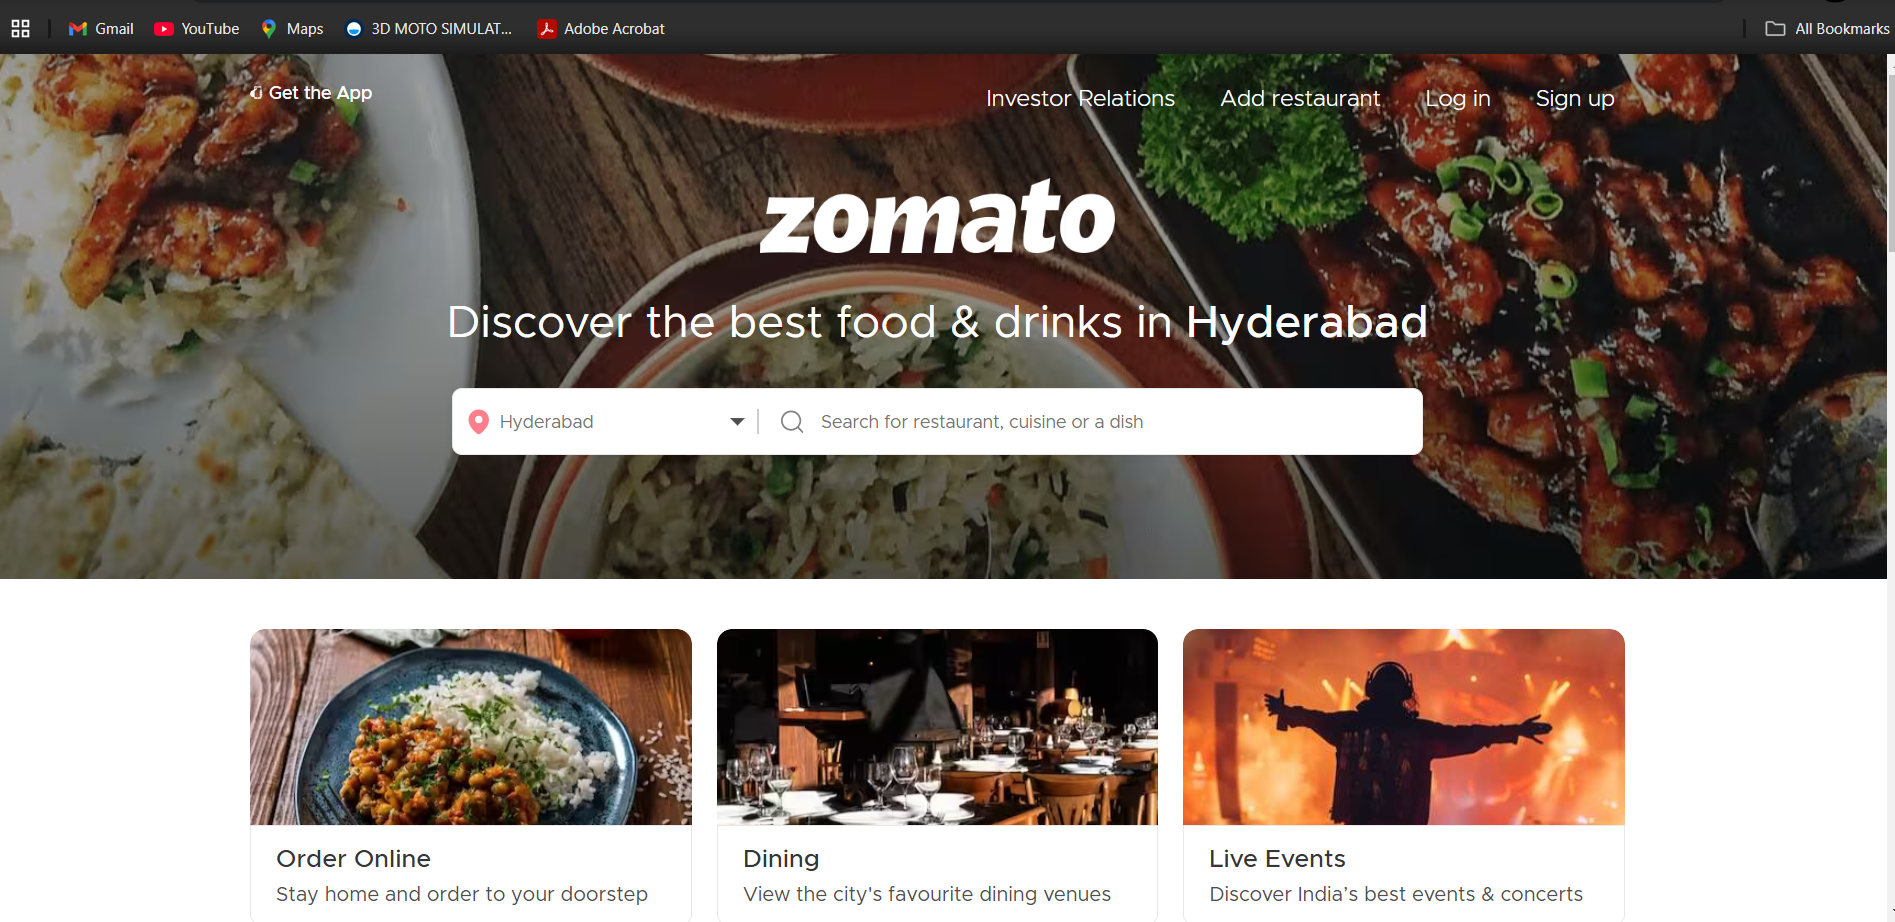 Gmail YouTube Maps 3D MOTO SIMULAT... Adobe Acrobat All Bookmarks
Get the App Investor Relations Add restaurant Log in Sign up
zomato
Discover the best food & drinks in Hyderabad
Hyderabad Search for restaurant, cuisine or a dish
Order Online
Stay home and order to your doorstep
Dining
View the city's favourite dining venues
Live Events
Discover India’s best events & concerts